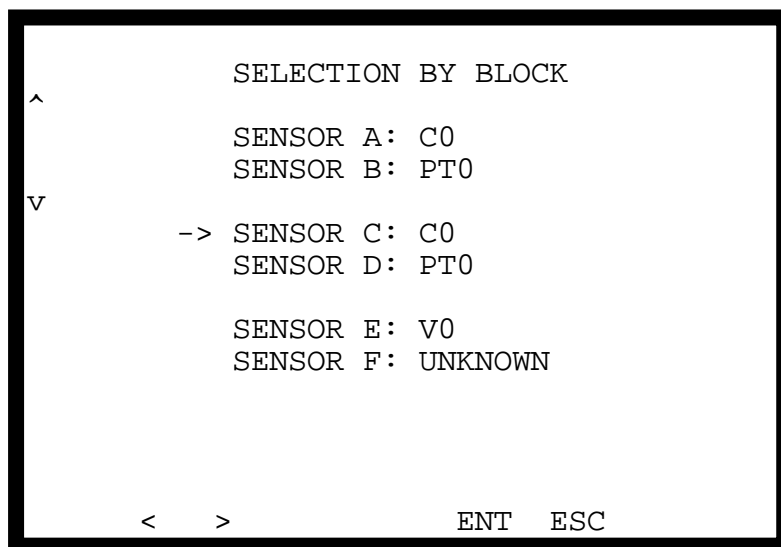 SELECTION BY BLOCK
^
SENSOR A: C0
SENSOR B: PT0
v
-> SENSOR C: C0
SENSOR D: PT0
SENSOR E: V0
SENSOR F: UNKNOWN
< > ENT ESC